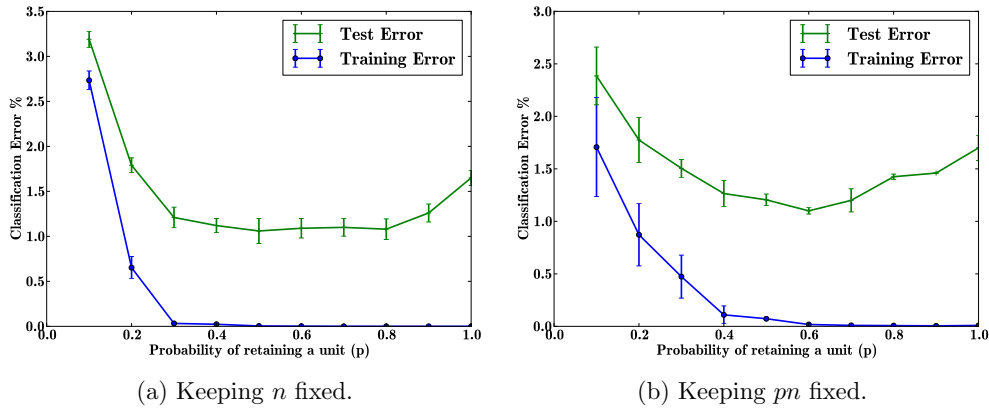 3.5
3.0
2.5
2.0
1.5
1.0
0.5
0.0
0.0 0.2 0.4 0.6 0.8 1.0
Classification Error %
Probability of retaining a unit (p)
Test Error
Training Error
(a) Keeping n fixed.
3.0
2.5
2.0
1.5
1.0
0.5
0.0
0.0 0.2 0.4 0.6 0.8 1.0
Classification Error %
Probability of retaining a unit (p)
Test Error
Training Error
(b) Keeping pn fixed.